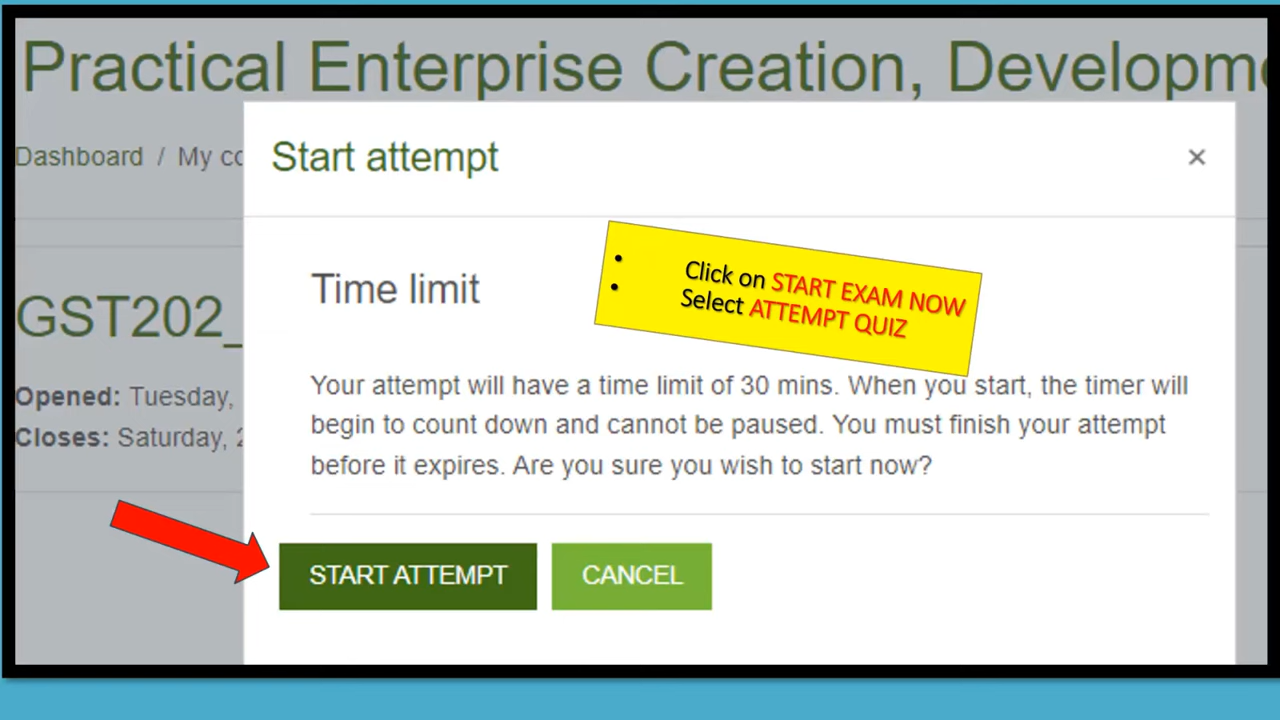 Practical Enterprise Creation, Developm
Dashboard / My co
Start attempt
×
Time limit
• Click on START EXAM NOW
• Select ATTEMPT QUIZ
GST202_
Opened: Tuesday,
Closes: Saturday, 2
Your attempt will have a time limit of 30 mins. When you start, the timer will
begin to count down and cannot be paused. You must finish your attempt
before it expires. Are you sure you wish to start now?
START ATTEMPT
CANCEL